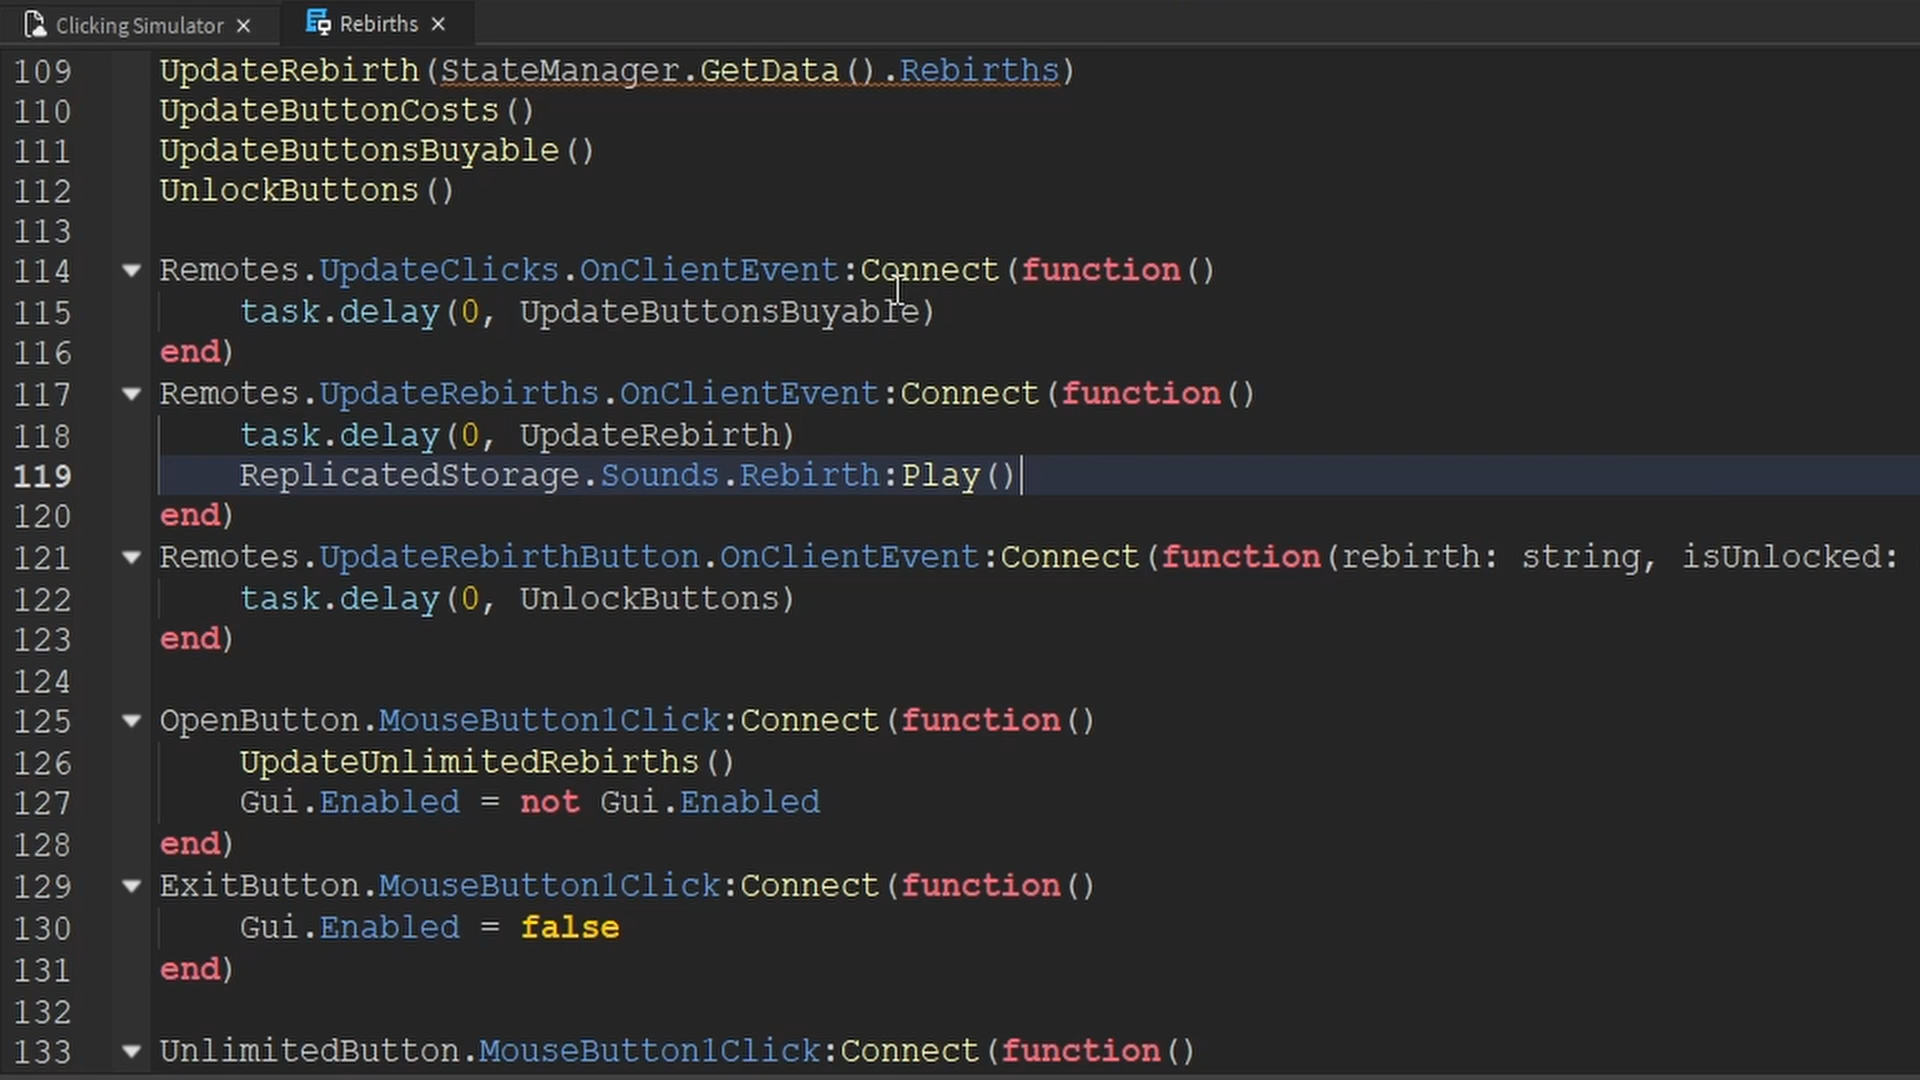 Clicking Simulator ×   Rebirths ×
109 UpdateRebirth(StateManager.GetData().Rebirths)
110 UpdateButtonCosts()
111 UpdateButtonsBuyable()
112 UnlockButtons()
113
114 Remotes.UpdateClicks.OnClientEvent:Connect(function()
115     task.delay(0, UpdateButtonsBuyable)
116 end)
117 Remotes.UpdateRebirths.OnClientEvent:Connect(function()
118     task.delay(0, UpdateRebirth)
119     ReplicatedStorage.Sounds.Rebirth:Play()
120 end)
121 Remotes.UpdateRebirthButton.OnClientEvent:Connect(function(rebirth: string, isUnlocked:
122     task.delay(0, UnlockButtons)
123 end)
124
125 OpenButton.MouseButton1Click:Connect(function()
126     UpdateUnlimitedRebirths()
127     Gui.Enabled = not Gui.Enabled
128 end)
129 ExitButton.MouseButton1Click:Connect(function()
130     Gui.Enabled = false
131 end)
132
133 UnlimitedButton.MouseButton1Click:Connect(function()